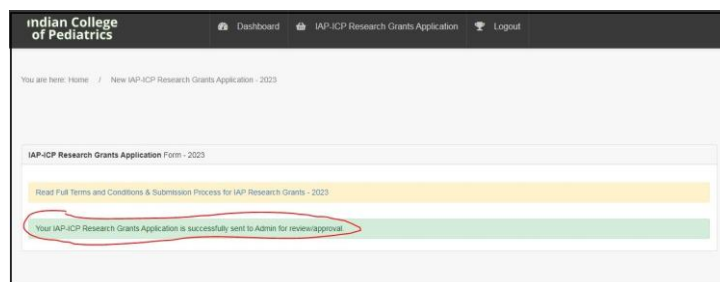 Indian College
of Pediatrics
Dashboard
IAP-ICP Research Grants Application
Logout
You are here: Home / New IAP-ICP Research Grants Application - 2023
IAP-ICP Research Grants Application Form - 2023
Read Full Terms and Conditions & Submission Process for IAP Research Grants - 2023
Your IAP-ICP Research Grants Application is successfully sent to Admin for review/approval.